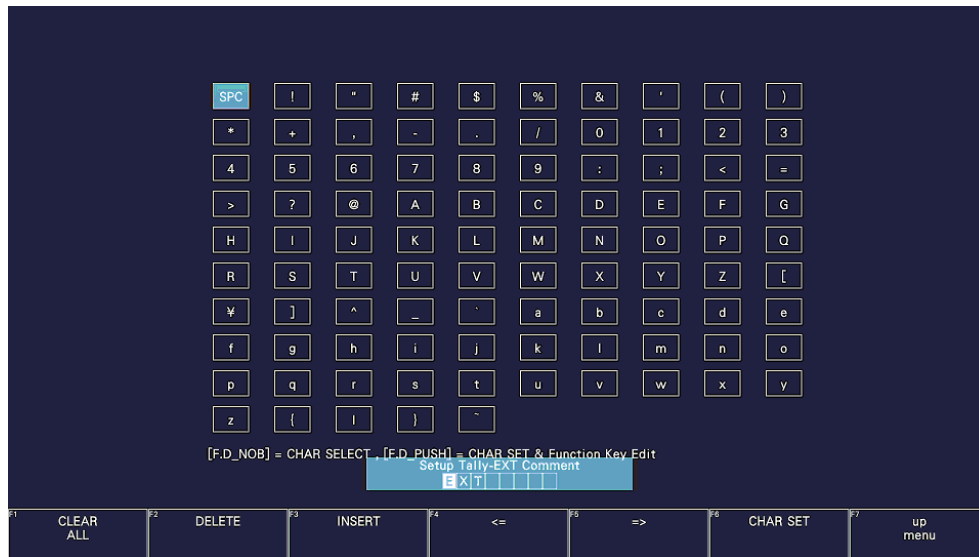 SPC ! " # $ % & ' ( )
* + , - . / 0 1 2 3
4 5 6 7 8 9 : ; < =
> ? @ A B C D E F G
H I J K L M N O P Q
R S T U V W X Y Z [
¥ ] ^ _ ` a b c d e
f g h i j k l m n o
p q r s t u v w x y
z { | } ~
[F.D_NOB] = CHAR SELECT , [F.D_PUSH] = CHAR SET & Function Key Edit
Setup Tally-EXT Comment
EXT
F1 CLEAR ALL
F2 DELETE
F3 INSERT
F4 <=
F5 =>
F6 CHAR SET
F7 up menu